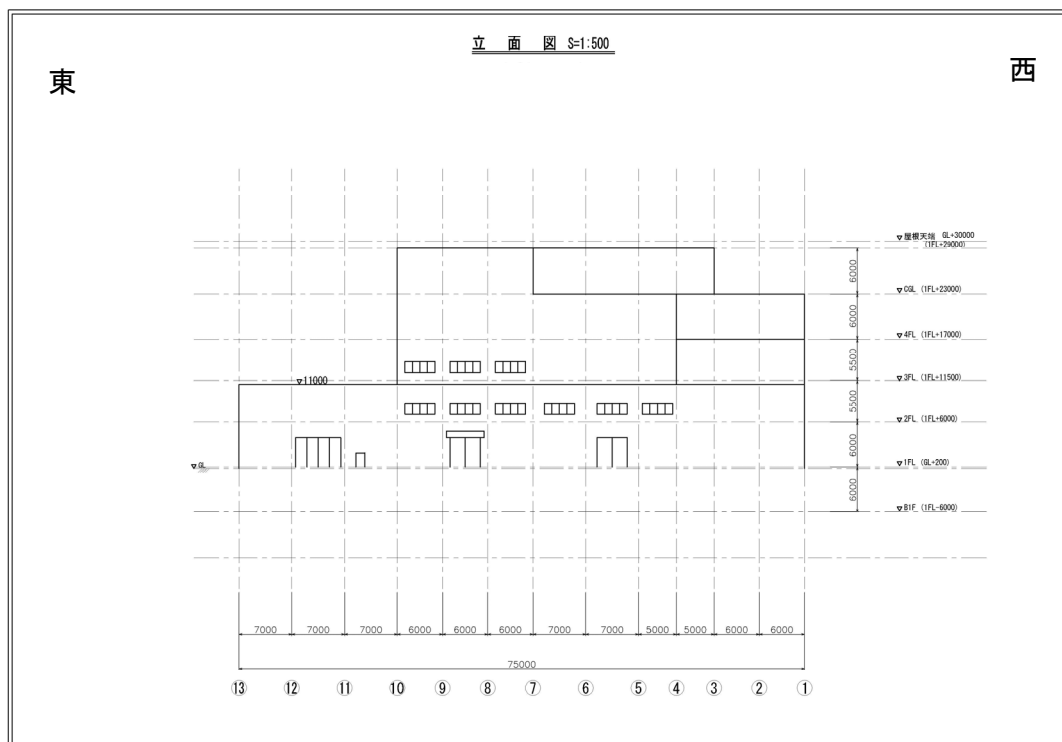 立面図 S=1:500
東
西
▽屋根天端 GL+30000
(1FL+29000)
6000
▽CGL (1FL+23000)
6000
▽4FL (1FL+17000)
5500
▽11000
▽3FL (1FL+11500)
5500
▽2FL (1FL+6000)
6000
▽GL
▽1FL (GL+200)
6000
▽B1F (1FL-6000)
7000 7000 7000 6000 6000 6000 7000 7000 5000 5000 6000 6000
75000
⑬ ⑫ ⑪ ⑩ ⑨ ⑧ ⑦ ⑥ ⑤ ④ ③ ② ①